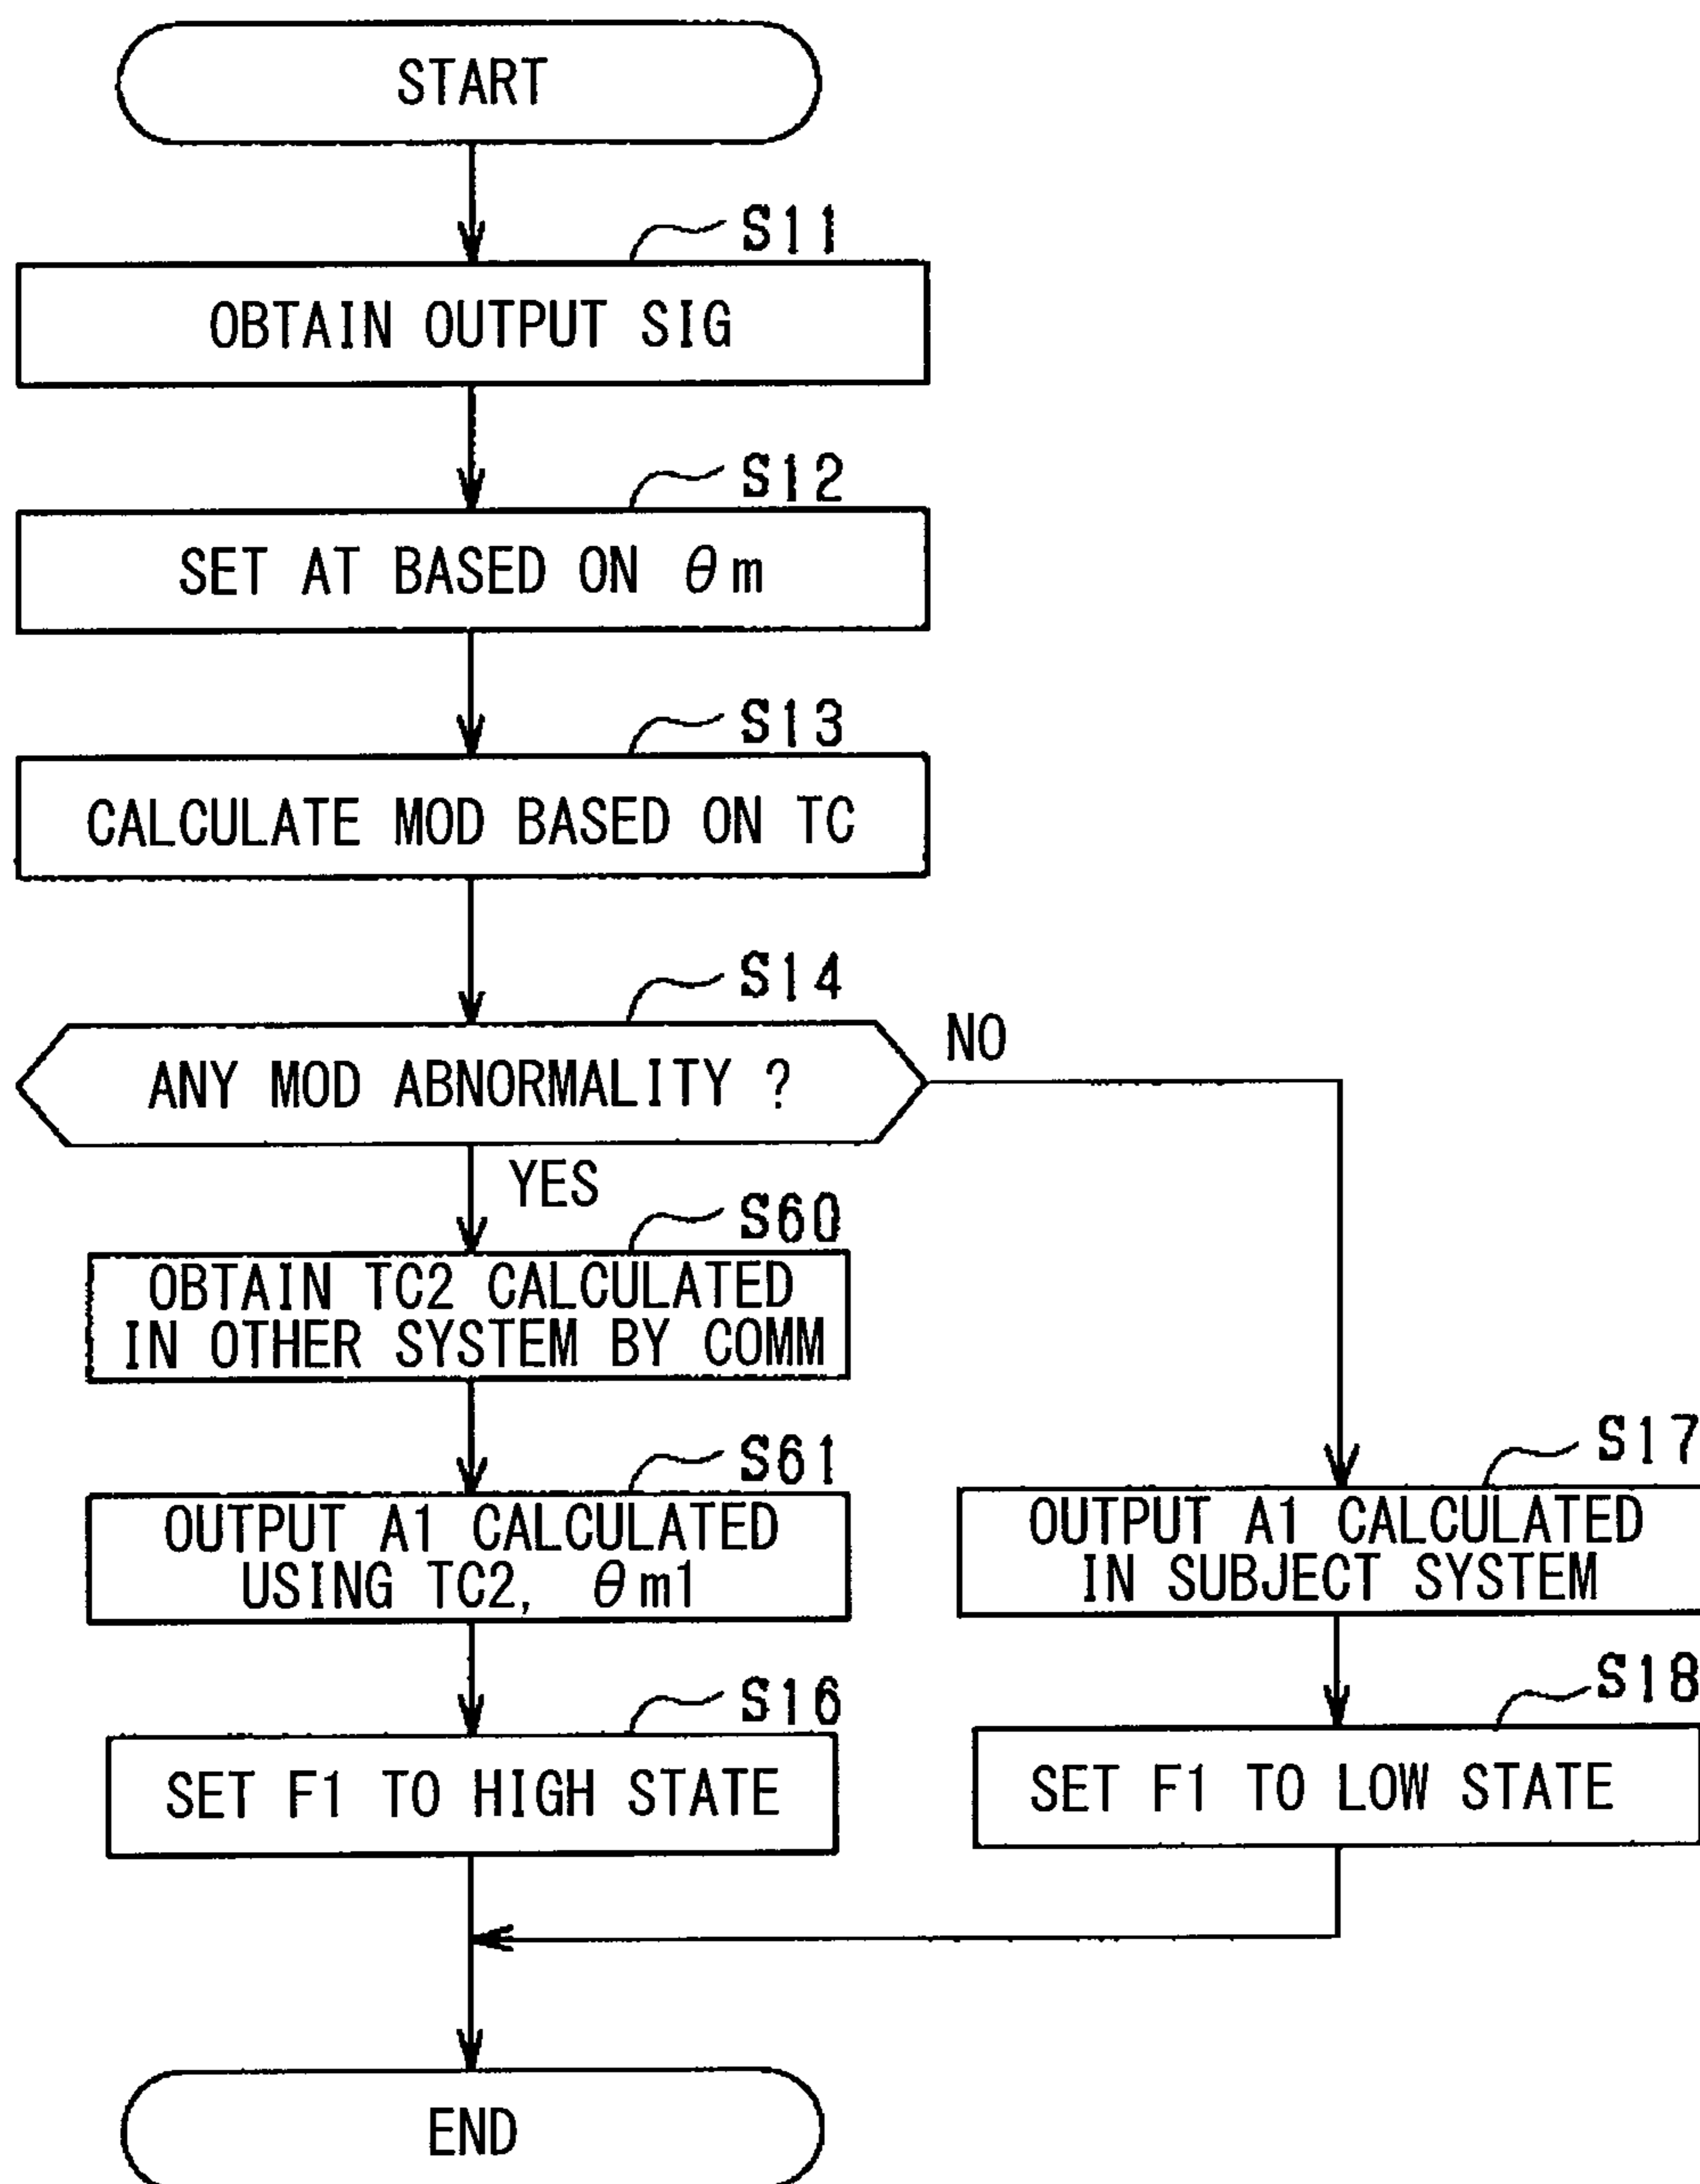 START
S11
OBTAIN OUTPUT SIG
S12
SET AT BASED ON θm
S13
CALCULATE MOD BASED ON TC
S14
ANY MOD ABNORMALITY ?
NO
YES
S60
OBTAIN TC2 CALCULATED
IN OTHER SYSTEM BY COMM
S61
OUTPUT A1 CALCULATED
USING TC2, θm1
S17
OUTPUT A1 CALCULATED
IN SUBJECT SYSTEM
S16
SET F1 TO HIGH STATE
S18
SET F1 TO LOW STATE
END